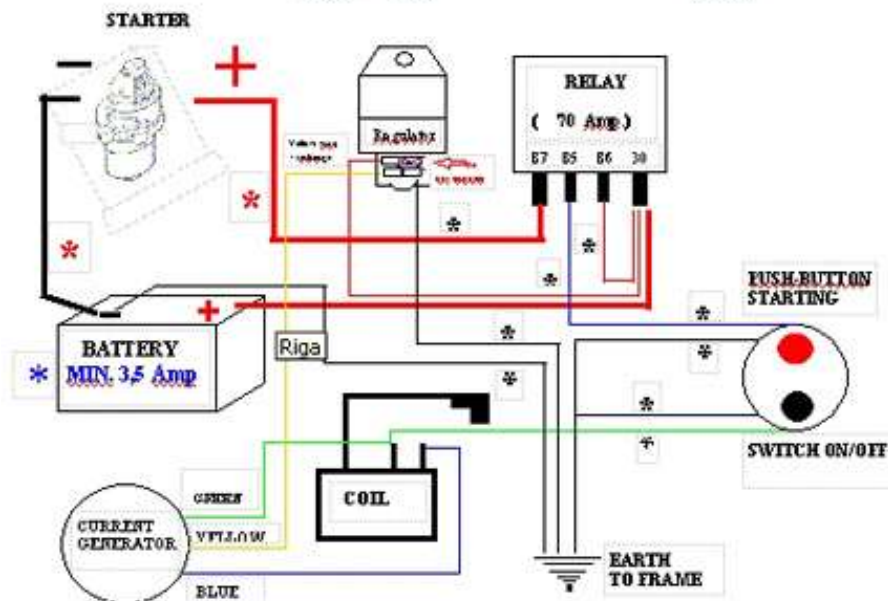 STARTER
RELAY
( 70 Amp.)
Regulator
87 85 86 30
PUSH-BUTTON
STARTING
BATTERY
MIN. 3,5 Amp
Riga
SWITCH ON/OFF
GREEN
COIL
CURRENT
GENERATOR
YELLOW
EARTH
TO FRAME
BLUE